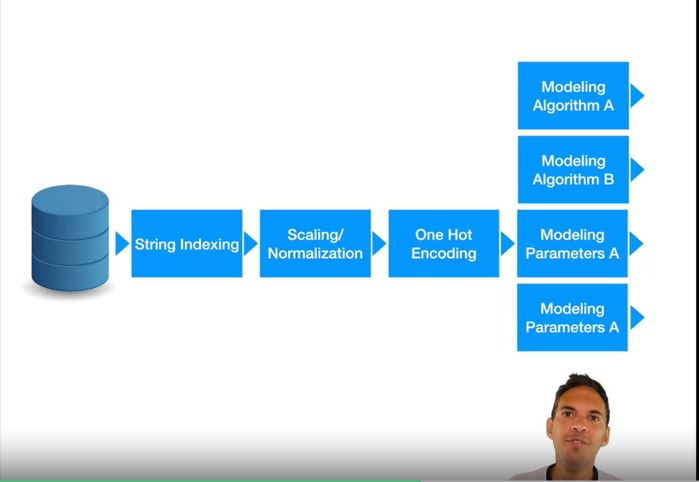 Modeling
Algorithm A
Modeling
Algorithm B
String Indexing
Scaling/
Normalization
One Hot
Encoding
Modeling
Parameters A
Modeling
Parameters A